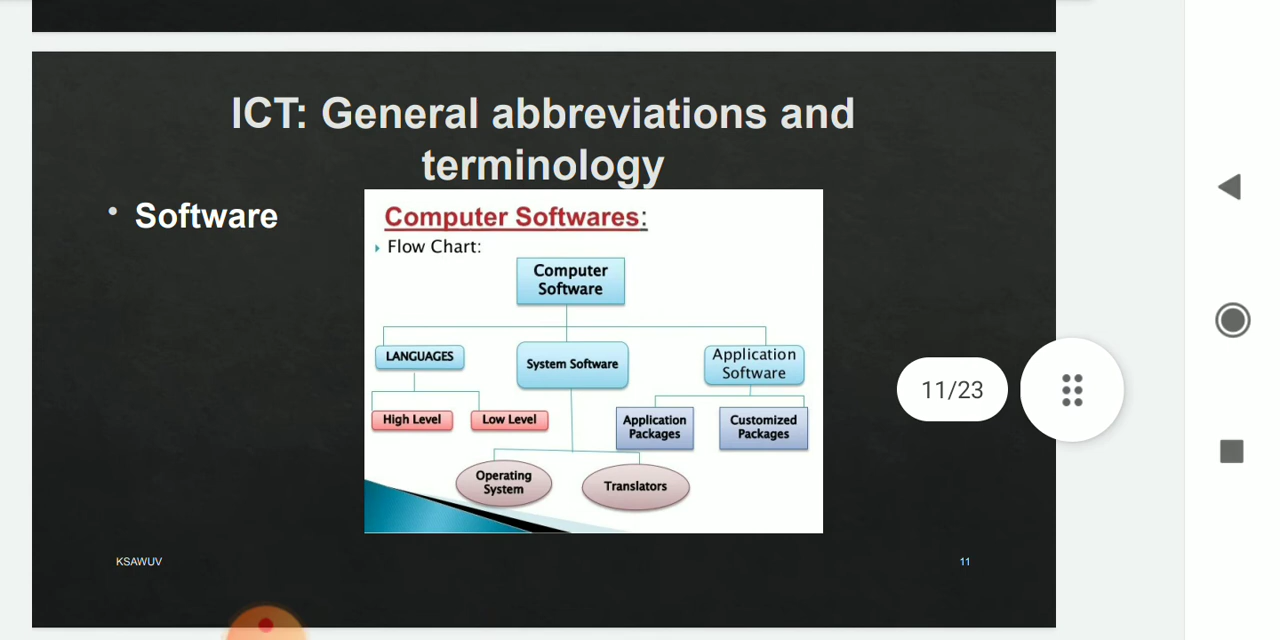 ICT: General abbreviations and
terminology
• Software
Computer Softwares:
Flow Chart:
Computer
Software
LANGUAGES
System Software
Application
Software
High Level
Low Level
Application
Packages
Customized
Packages
Operating
System
Translators
11/23
KSAWUV
11